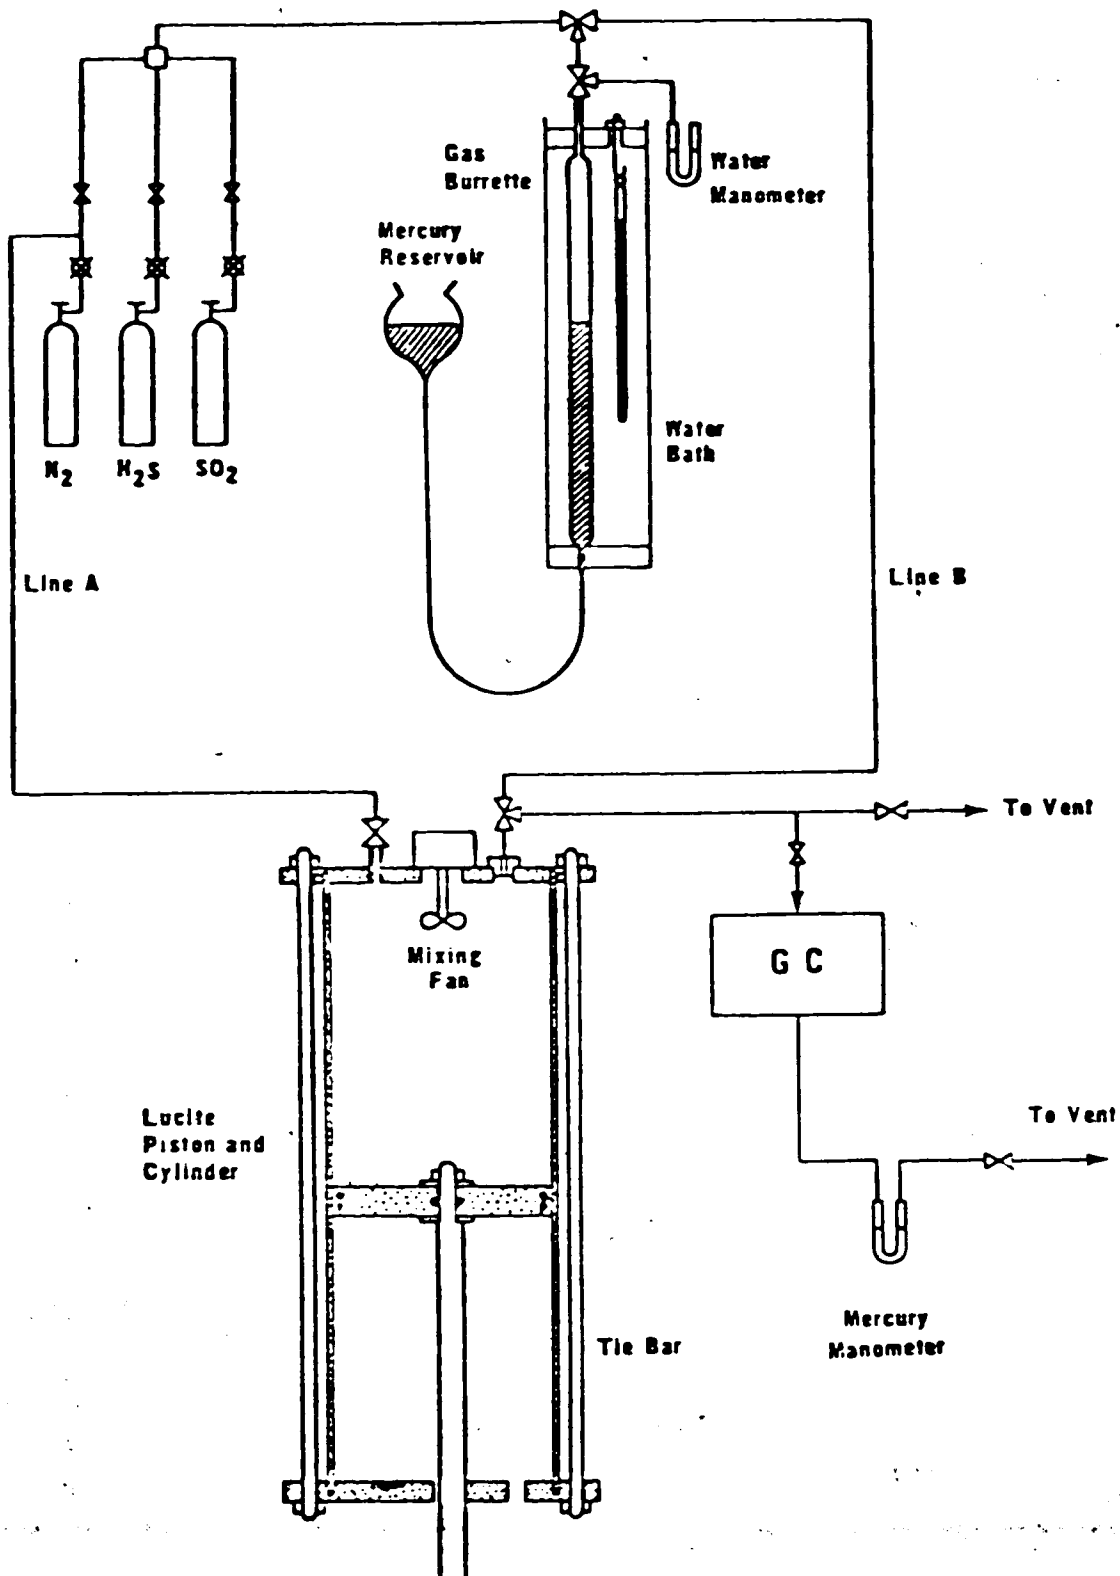 Gas
Burrette
Water
Manometer
Mercury
Reservoir
Water
Bath
N2
H2S
SO2
Line A
Line B
To Vent
Mixing
Fan
G C
Lucite
Piston and
Cylinder
To Vent
Tie Bar
Mercury
Manometer